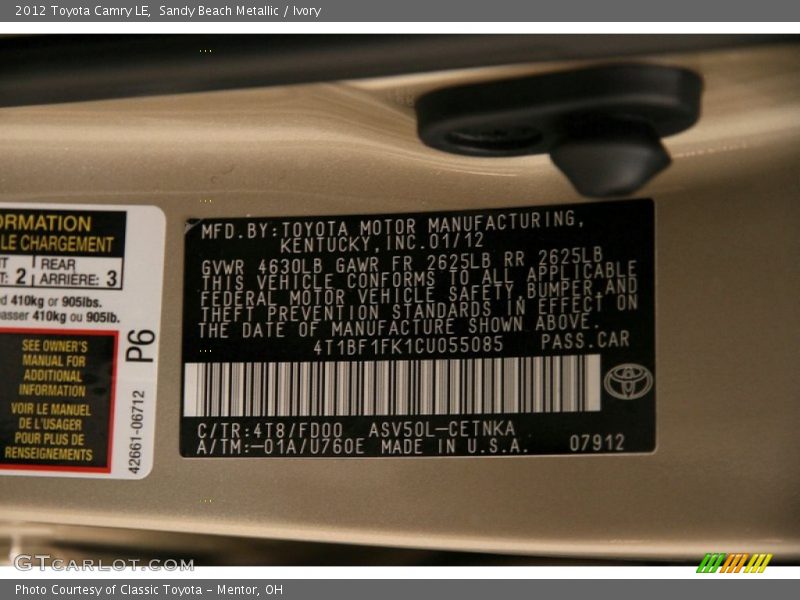 2012 Toyota Camry LE, Sandy Beach Metallic / Ivory
ORMATION
LE CHARGEMENT
2
REAR
ARRIÈRE: 3
410kg or 905lbs.
asser 410kg ou 905lb.
SEE OWNER'S
MANUAL FOR
ADDITIONAL
INFORMATION
VOIR LE MANUEL
DE L'USAGER
POUR PLUS DE
RENSEIGNEMENTS
P6
42661-06712
MFD.BY:TOYOTA MOTOR MANUFACTURING,
KENTUCKY,INC.01/12
GVWR 4630LB GAWR FR 2625LB RR 2625LB
THIS VEHICLE CONFORMS TO ALL APPLICABLE
FEDERAL MOTOR VEHICLE SAFETY,BUMPER,AND
THEFT PREVENTION STANDARDS IN EFFECT ON
THE DATE OF MANUFACTURE SHOWN ABOVE.
4T1BF1FK1CU055085 PASS.CAR
C/TR:4T8/FD00 ASV50L-CETNKA
A/TM:-01A/U760E MADE IN U.S.A. 07912
GTCARLOT.COM
Photo Courtesy of Classic Toyota - Mentor, OH